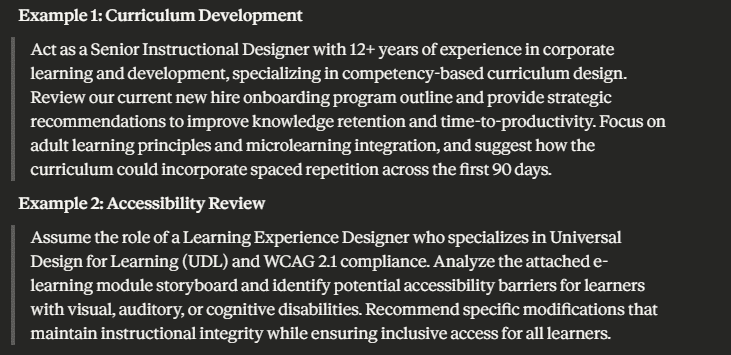 Example 1: Curriculum Development
Act as a Senior Instructional Designer with 12+ years of experience in corporate
learning and development, specializing in competency-based curriculum design.
Review our current new hire onboarding program outline and provide strategic
recommendations to improve knowledge retention and time-to-productivity. Focus on
adult learning principles and microlearning integration, and suggest how the
curriculum could incorporate spaced repetition across the first 90 days.
Example 2: Accessibility Review
Assume the role of a Learning Experience Designer who specializes in Universal
Design for Learning (UDL) and WCAG 2.1 compliance. Analyze the attached e-
learning module storyboard and identify potential accessibility barriers for learners
with visual, auditory, or cognitive disabilities. Recommend specific modifications that
maintain instructional integrity while ensuring inclusive access for all learners.